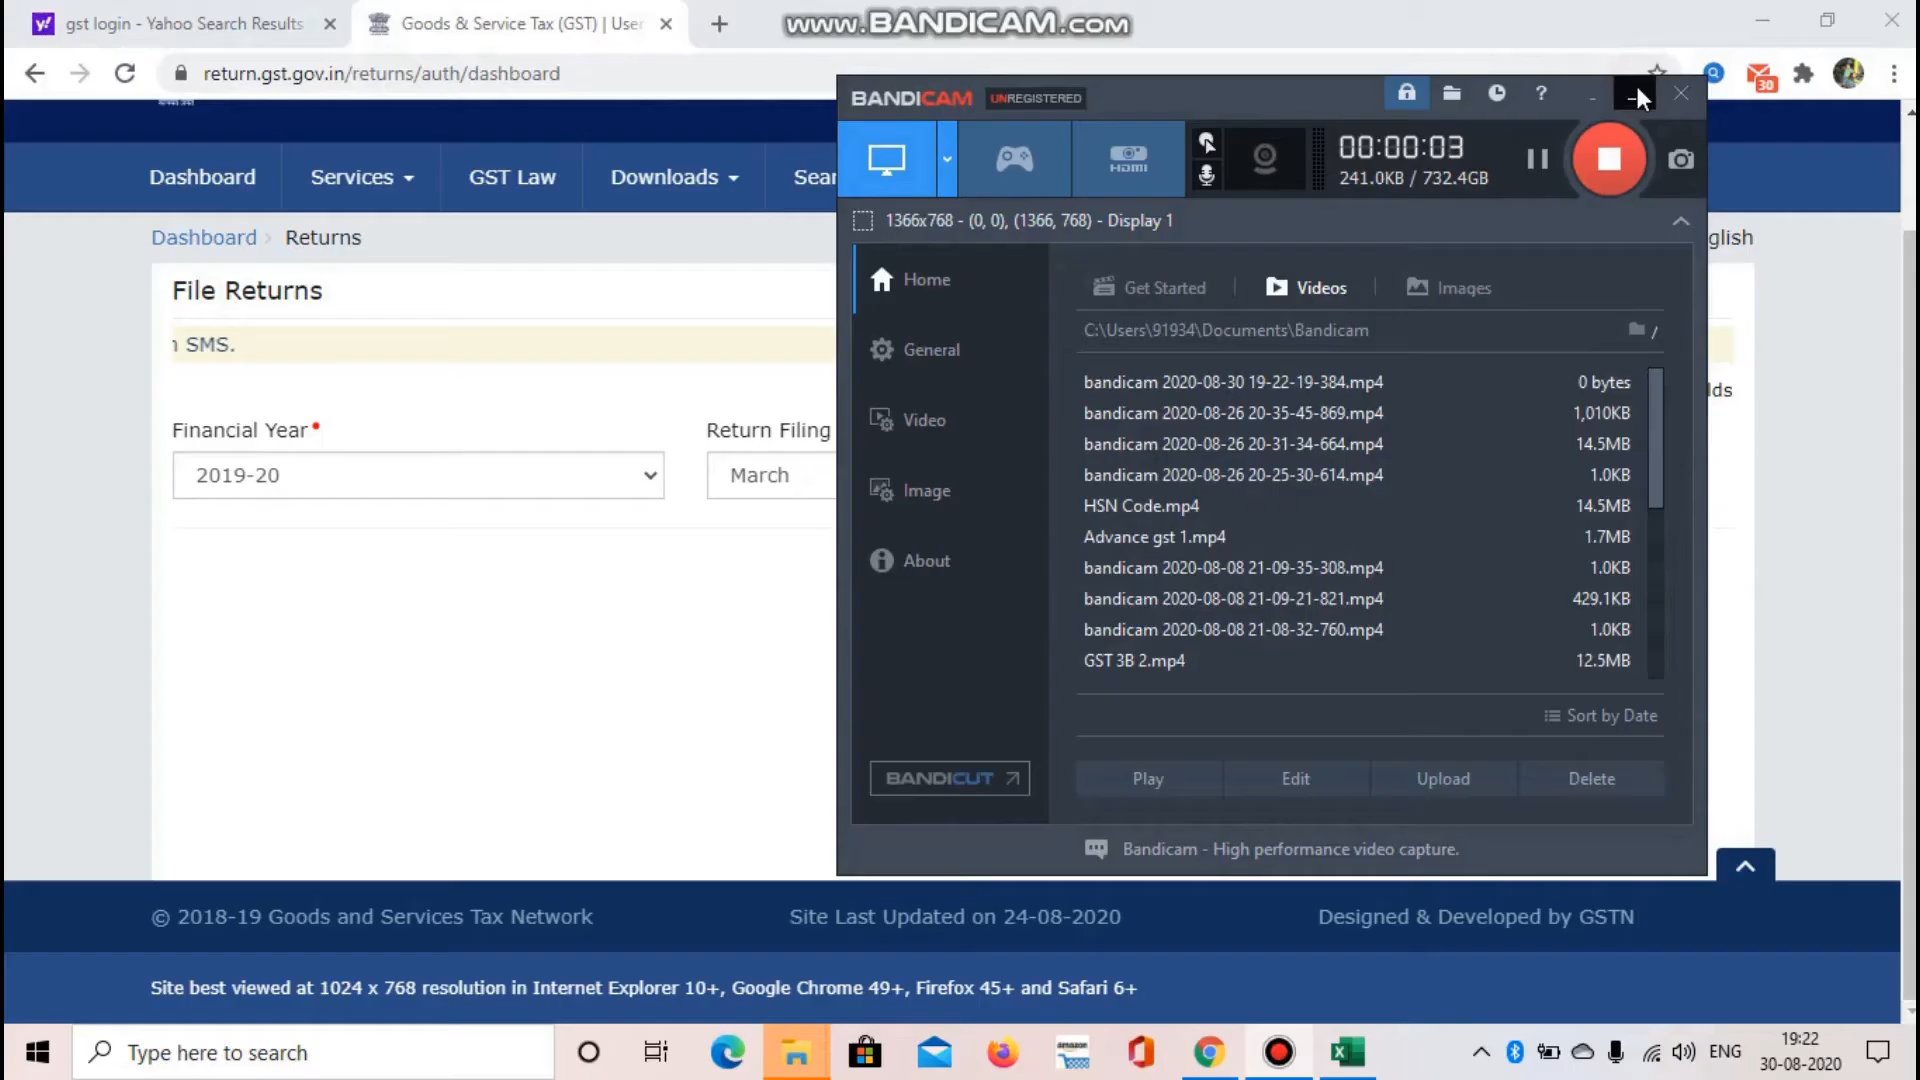 gst login - Yahoo Search Results
Goods & Service Tax (GST) | User
www.BANDICAM.com
return.gst.gov.in/returns/auth/dashboard
30
BANDICAM UNREGISTERED
?
Dashboard
Services
GST Law
Downloads
Sear
HDMI
00:00:03
241.0KB / 732.4GB
1366x768 - (0, 0), (1366, 768) - Display 1
Dashboard
Returns
glish
File Returns
Home
Get Started
Videos
Images
SMS.
C:\Users\91934\Documents\Bandicam
/
General
Financial Year
Return Filing
lds
2019-20
March
Video
Image
About
bandicam 2020-08-30 19-22-19-384.mp4 0 bytes
bandicam 2020-08-26 20-35-45-869.mp4 1,010KB
bandicam 2020-08-26 20-31-34-664.mp4 14.5MB
bandicam 2020-08-26 20-25-30-614.mp4 1.0KB
HSN Code.mp4 14.5MB
Advance gst 1.mp4 1.7MB
bandicam 2020-08-08 21-09-35-308.mp4 1.0KB
bandicam 2020-08-08 21-09-21-821.mp4 429.1KB
bandicam 2020-08-08 21-08-32-760.mp4 1.0KB
GST 3B 2.mp4 12.5MB
Sort by Date
BANDICUT
Play
Edit
Upload
Delete
Bandicam - High performance video capture.
© 2018-19 Goods and Services Tax Network
Site Last Updated on 24-08-2020
Designed & Developed by GSTN
Site best viewed at 1024 x 768 resolution in Internet Explorer 10+, Google Chrome 49+, Firefox 45+ and Safari 6+
Type here to search
amazon
ENG
19:22
30-08-2020